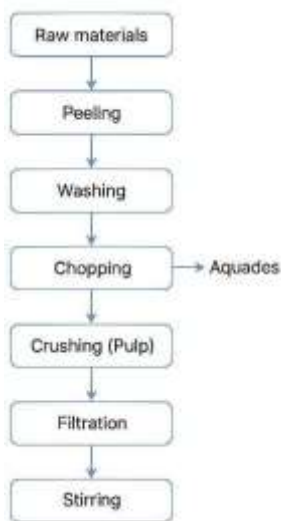 Raw materials
Peeling
Washing
Chopping
Aquades
Crushing (Pulp)
Filtration
Stirring